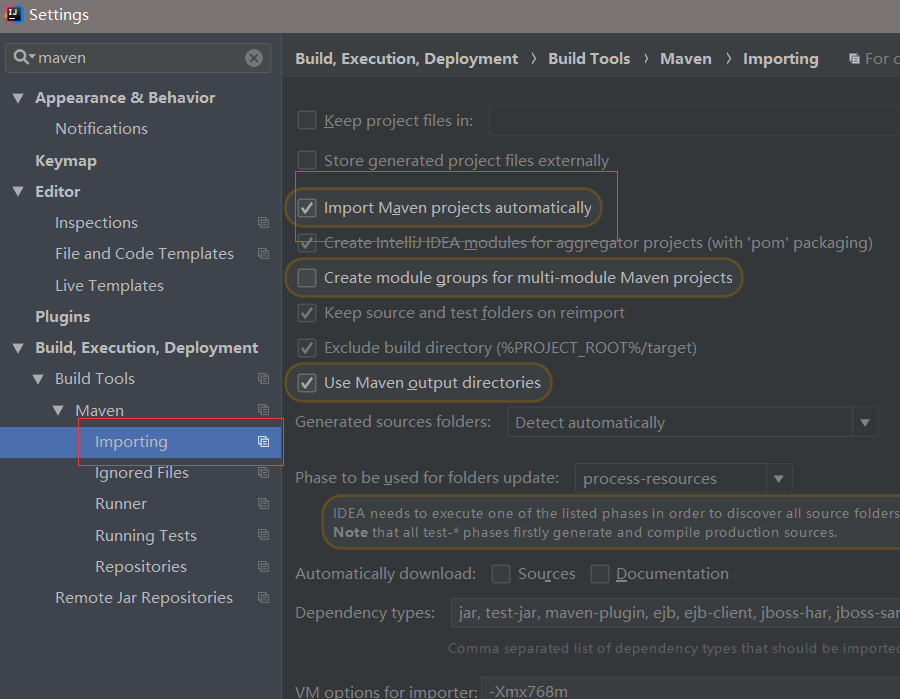 Settings
maven
Appearance & Behavior
Notifications
Keymap
Editor
Inspections
File and Code Templates
Live Templates
Plugins
Build, Execution, Deployment
Build Tools
Maven
Importing
Ignored Files
Runner
Running Tests
Repositories
Remote Jar Repositories
Build, Execution, Deployment › Build Tools › Maven › Importing For c
Keep project files in:
Store generated project files externally
Import Maven projects automatically
Create IntelliJ IDEA modules for aggregator projects (with 'pom' packaging)
Create module groups for multi-module Maven projects
Keep source and test folders on reimport
Exclude build directory (%PROJECT_ROOT%/target)
Use Maven output directories
Generated sources folders: Detect automatically
Phase to be used for folders update: process-resources
IDEA needs to execute one of the listed phases in order to discover all source folders
Note that all test-* phases firstly generate and compile production sources.
Automatically download: Sources Documentation
Dependency types: jar, test-jar, maven-plugin, ejb, ejb-client, jboss-har, jboss-sar
Comma separated list of dependency types that should be imported
VM options for importer: -Xmx768m